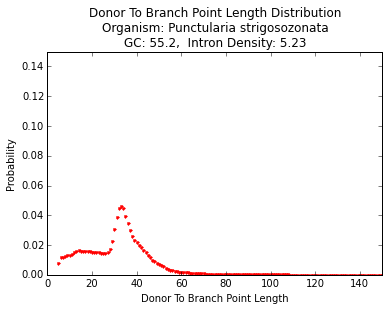 Donor To Branch Point Length Distribution
Organism: Punctularia strigosozonata
GC: 55.2,  Intron Density: 5.23
Probability
0.14
0.12
0.10
0.08
0.06
0.04
0.02
0.00
0 20 40 60 80 100 120 140
Donor To Branch Point Length